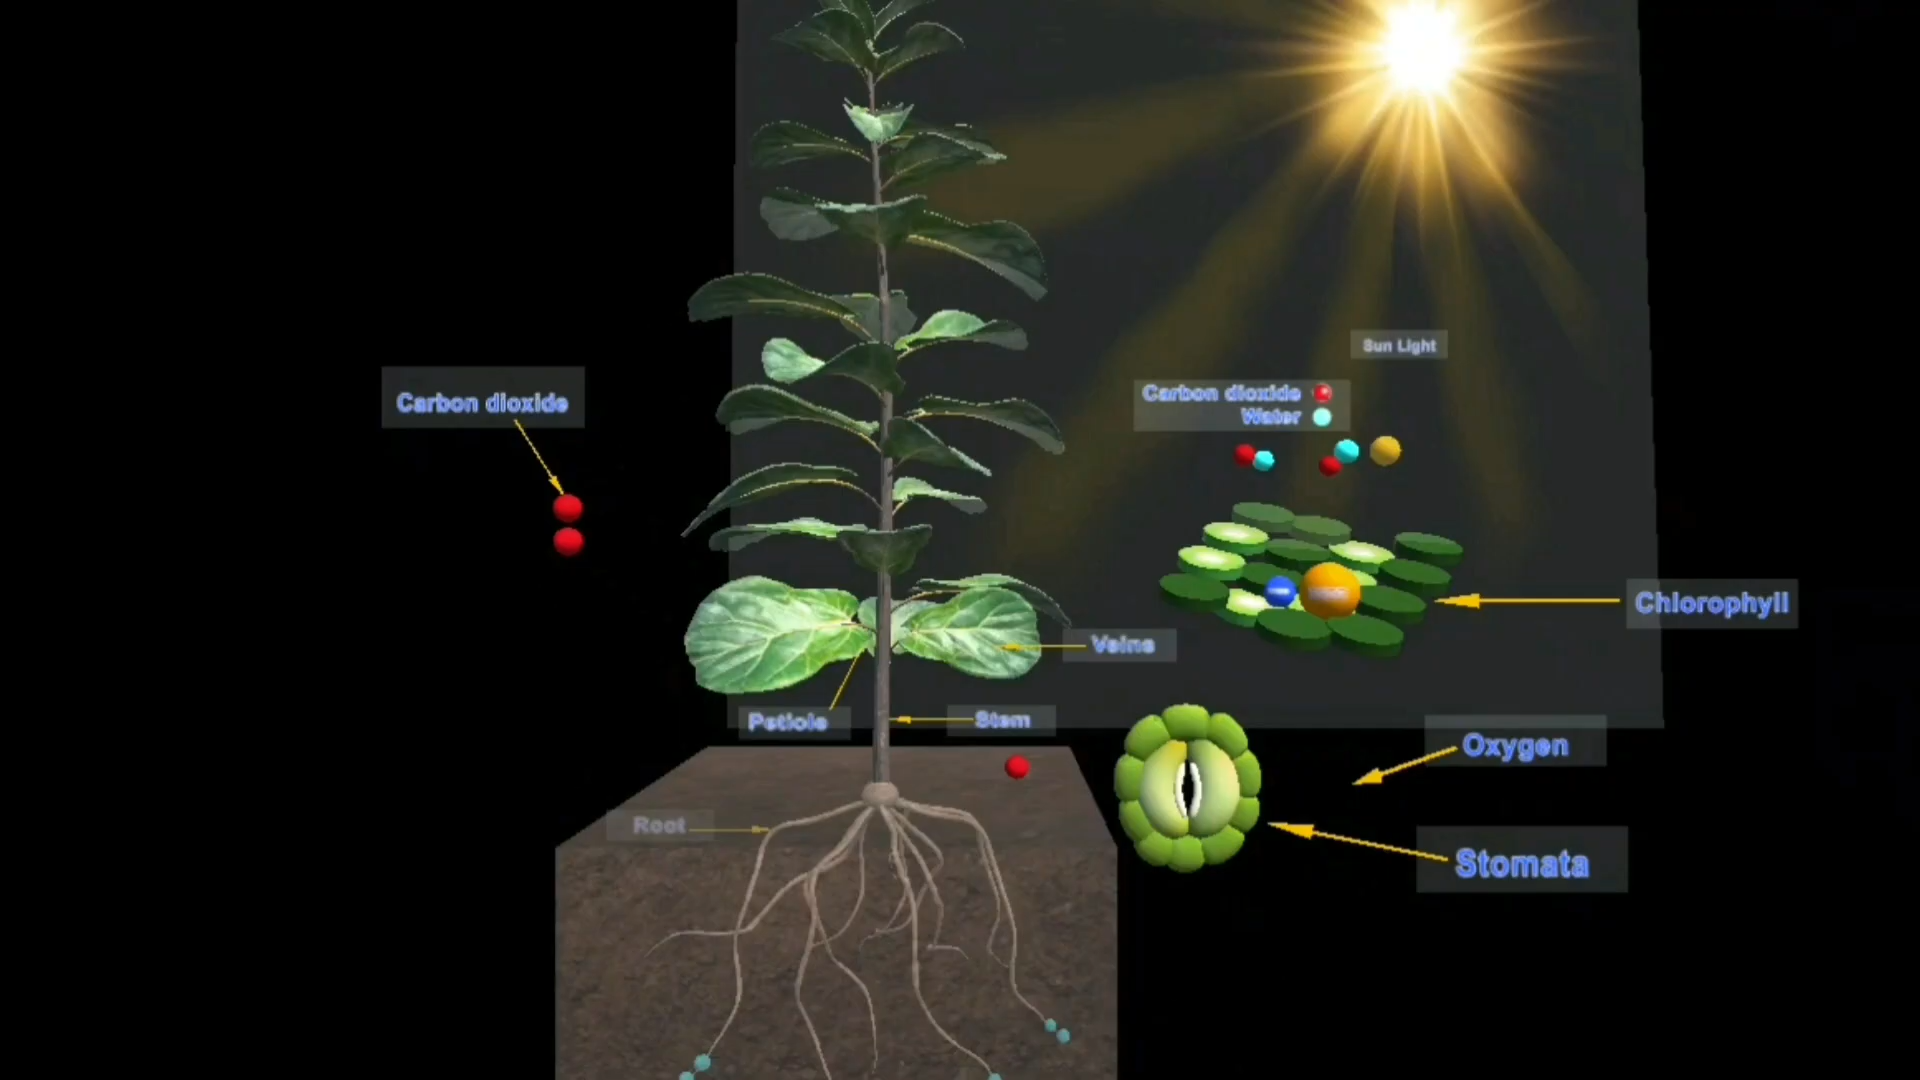 Sun Light
Carbon dioxide
Water
Carbon dioxide
Chlorophyll
Veins
Petiole
Stem
Oxygen
Root
Stomata